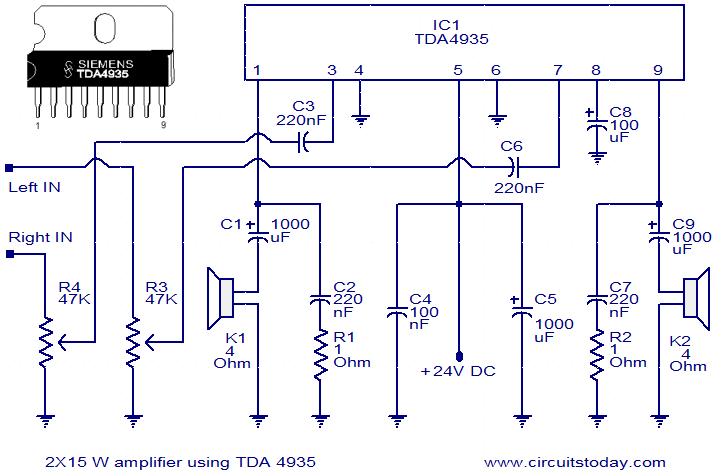 IC1
TDA4935
SIEMENS
TDA4935
1 9
1 3 4 5 6 7 8 9
C3
220nF
C8
100
uF
C6
220nF
Left IN
Right IN
C1
1000
uF
C9
1000
uF
R4
47K
R3
47K
C2
220
nF
C4
100
nF
C5
1000
uF
C7
220
nF
K1
4
Ohm
R1
1
Ohm
R2
1
Ohm
K2
4
Ohm
+24V DC
2X15 W amplifier using TDA 4935
www.circuitstoday.com